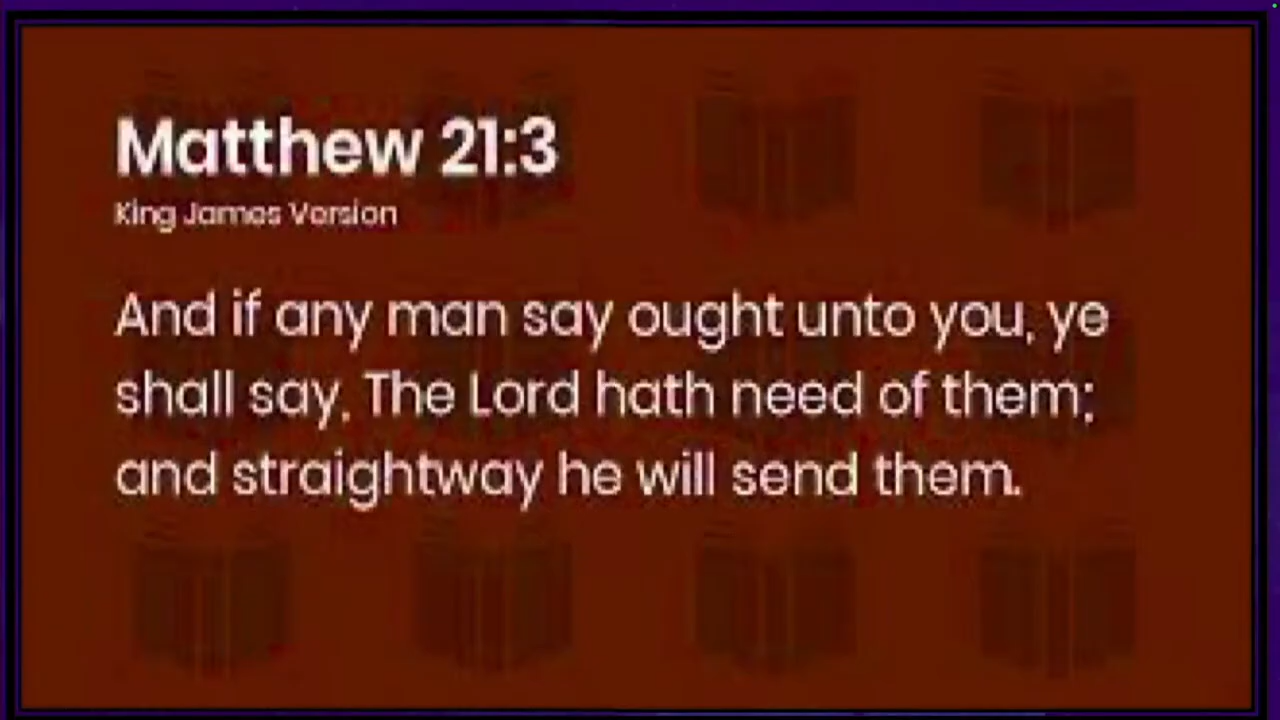 Matthew 21:3
King James Version
And if any man say ought unto you, ye
shall say, The Lord hath need of them;
and straightway he will send them.